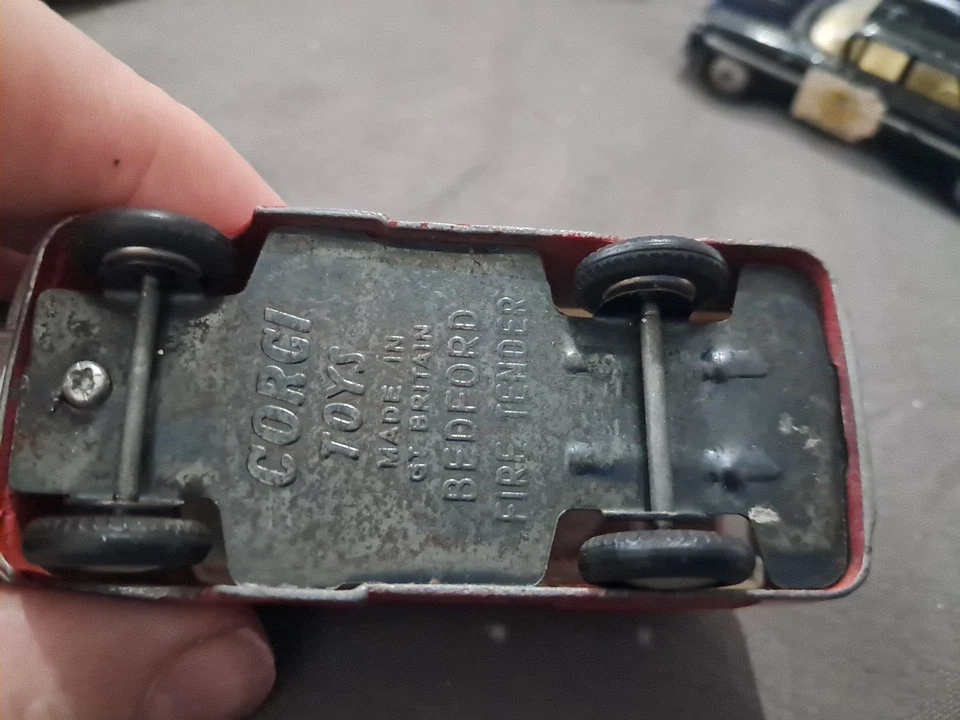 CORGI
TOYS
MADE IN
GT BRITAIN
BEDFORD
FIRE TENDER